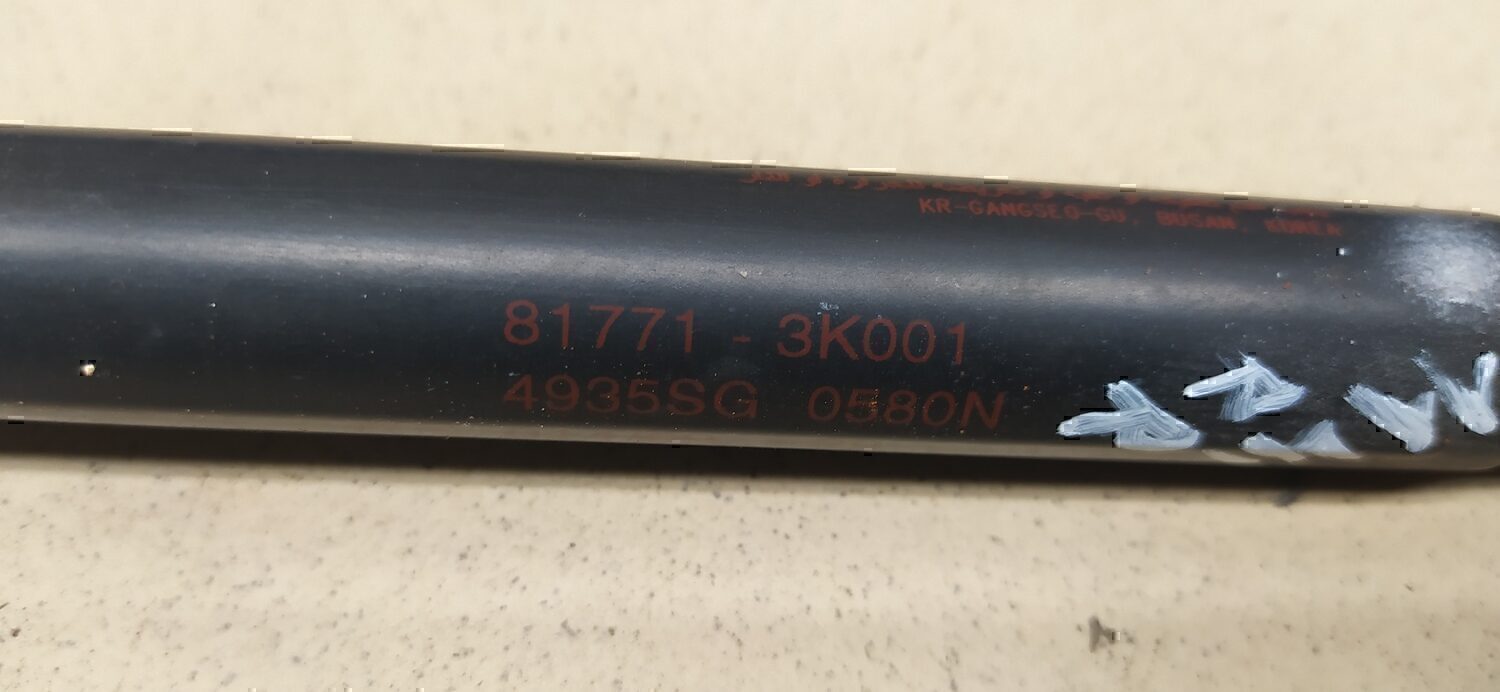 KR-GANGSEO-GU, BUSAN, KOREA
81771 - 3K001
4935SG 0580N